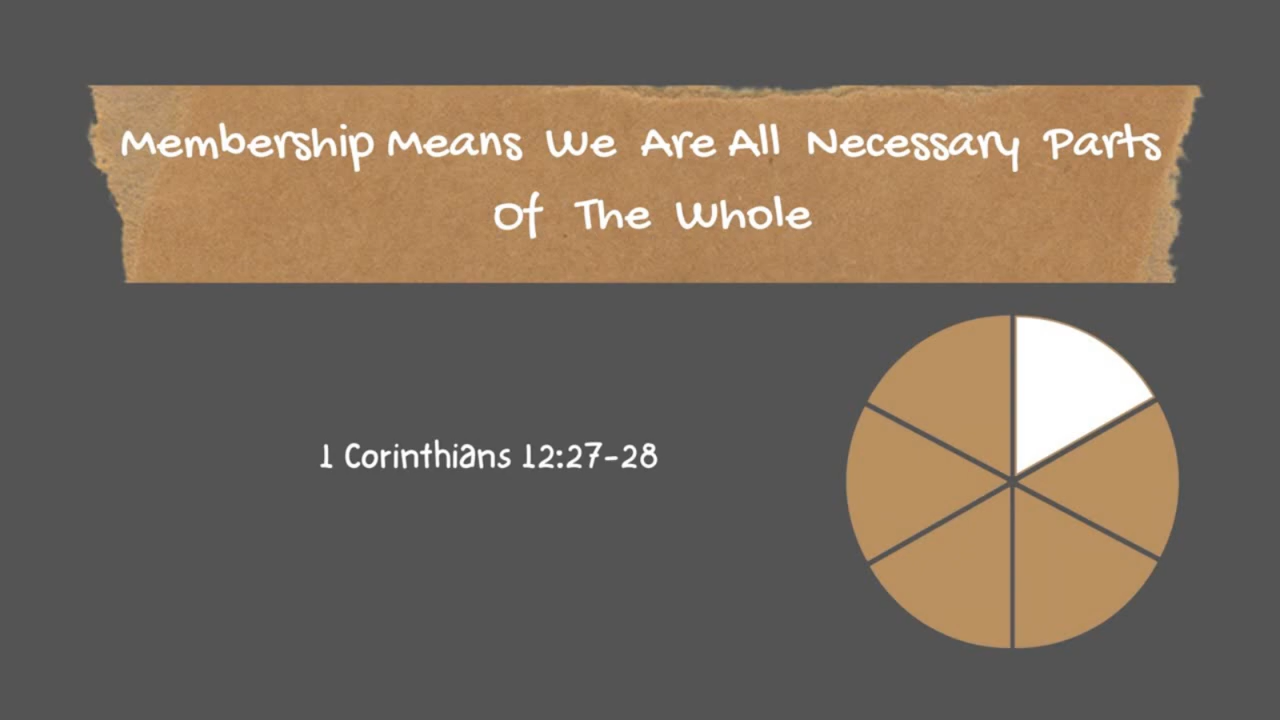 Membership Means We Are All Necessary Parts
Of The Whole
1 Corinthians 12:27-28